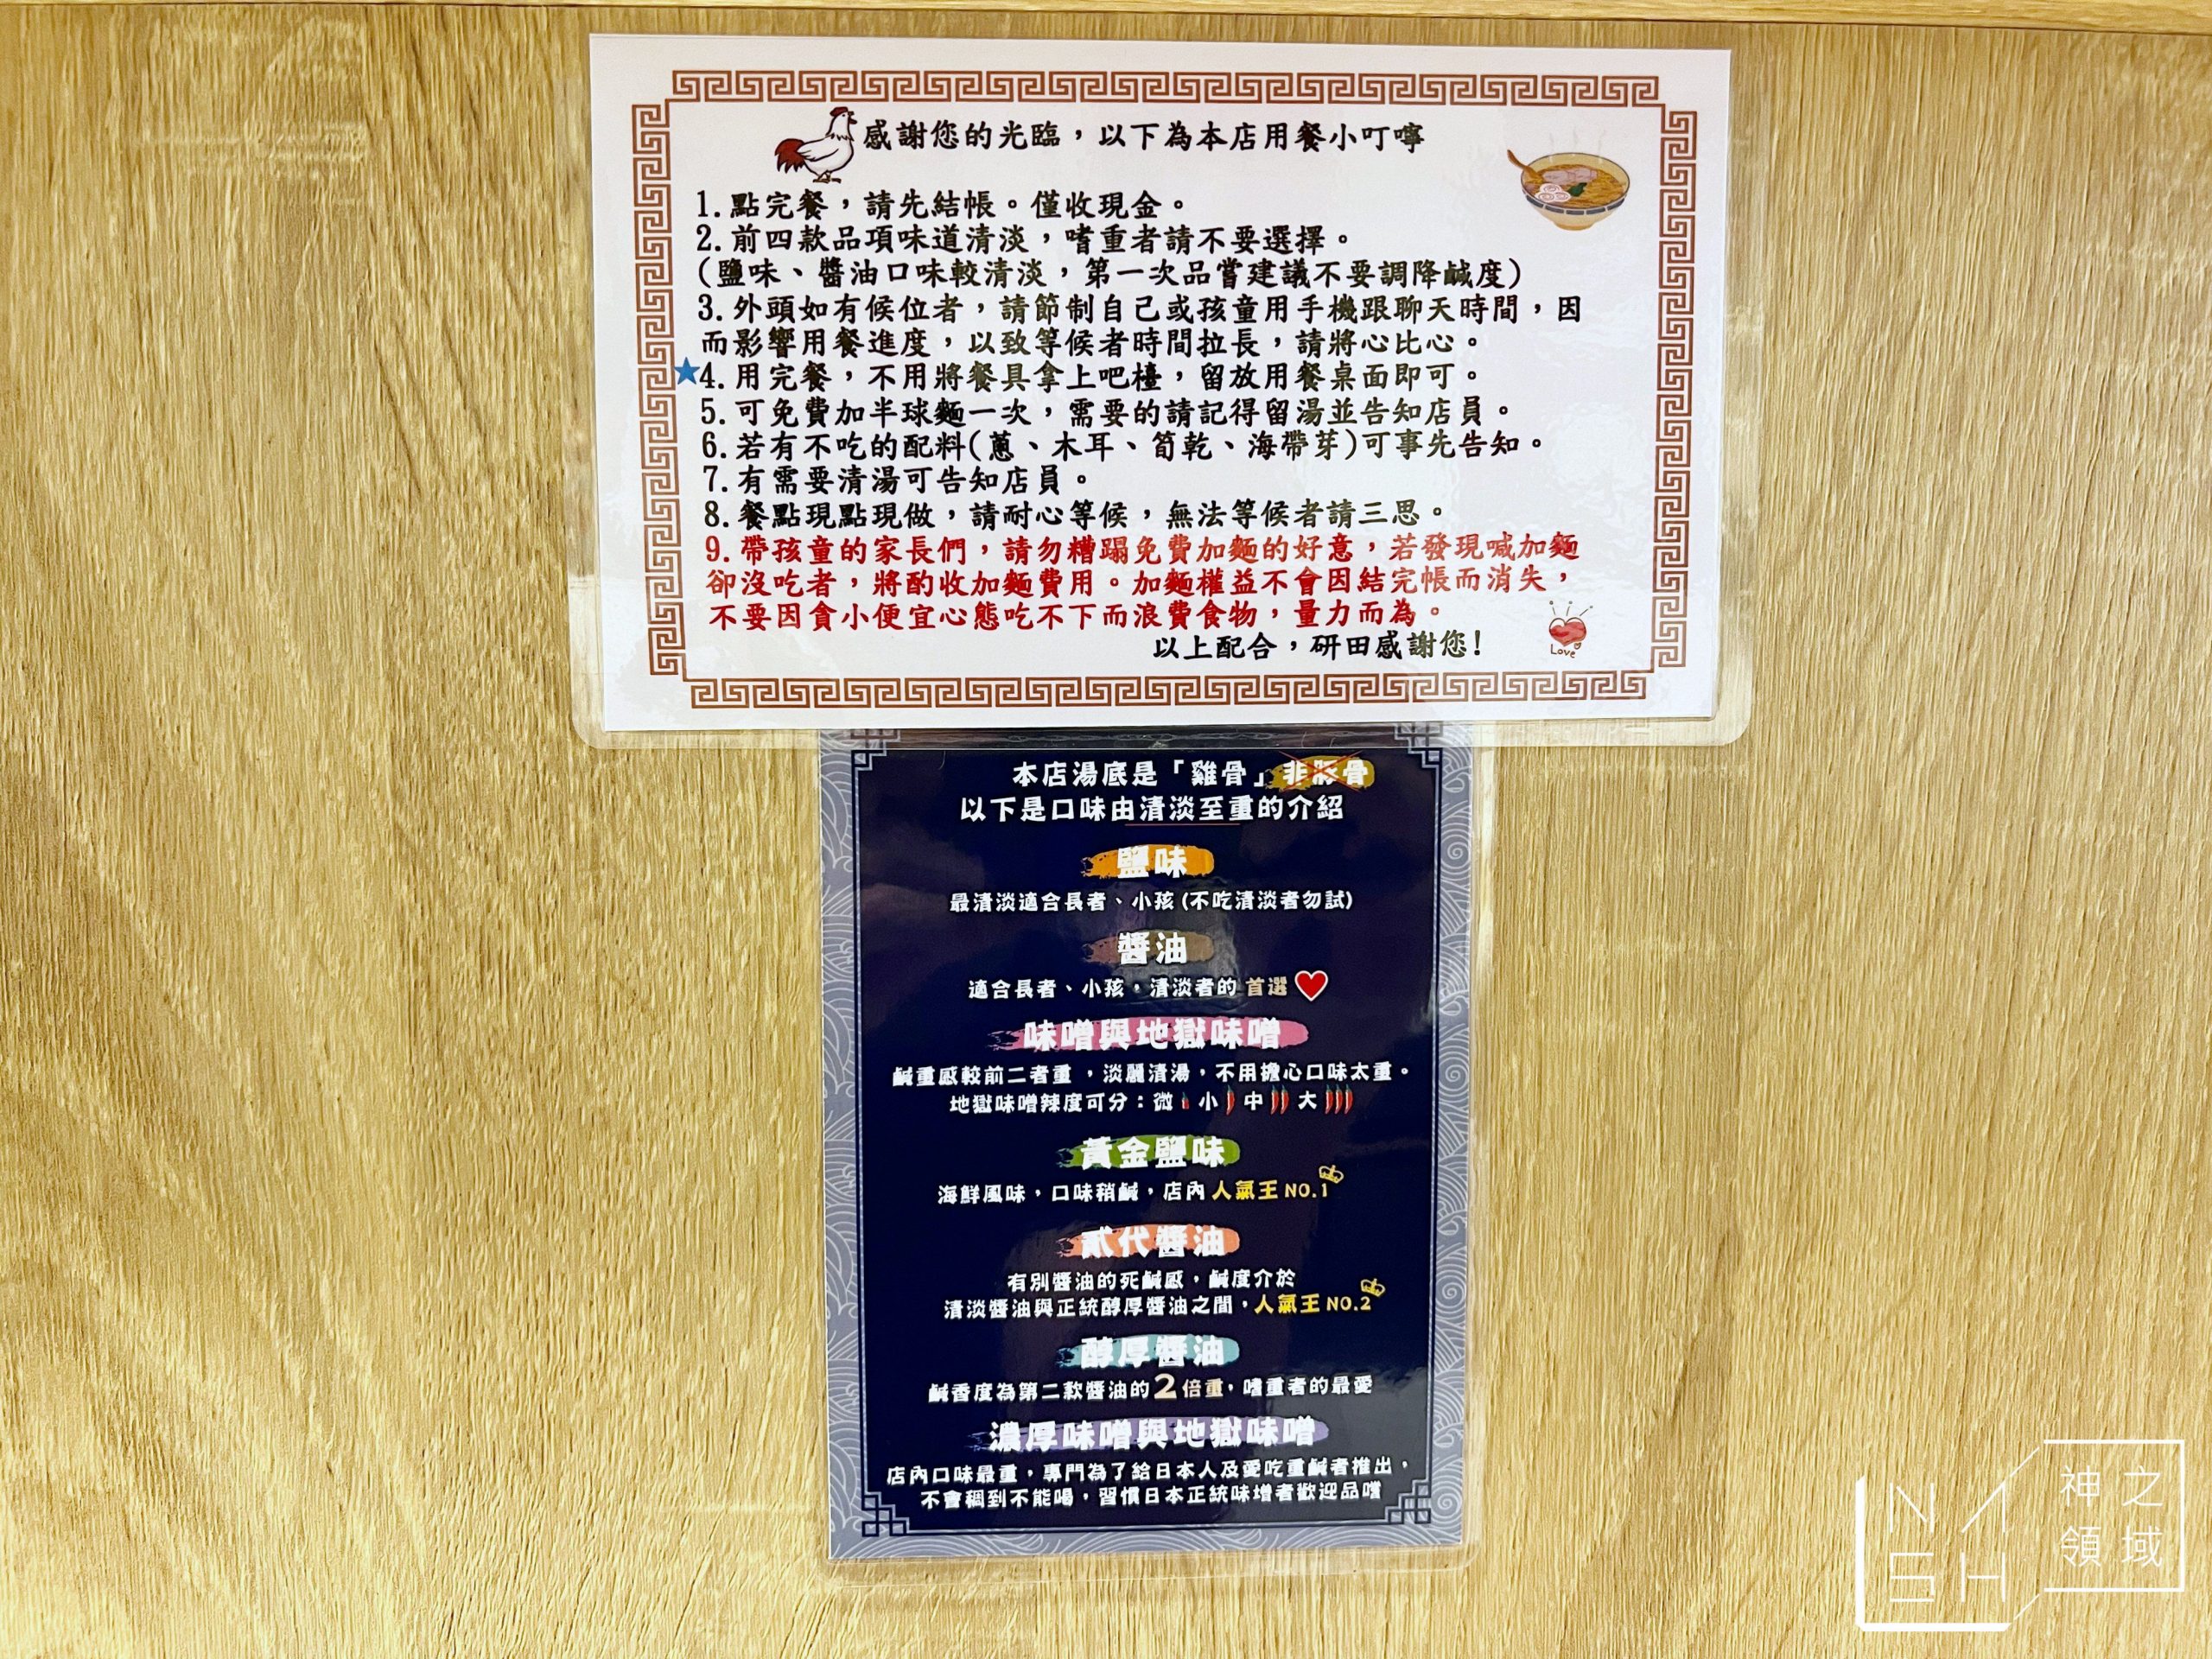 感謝您的光臨，以下為本店用餐小叮嚀
1.點完餐，請先結帳。僅收現金。
2.前四款品項味道清淡，嗜重者請不要選擇。
(鹽味、醬油口味較清淡，第一次品嘗建議不要調降鹹度)
3.外頭如有候位者，請節制自己或孩童用手機跟聊天時間，因
而影響用餐進度，以致等候者時間拉長，請將心比心。
★4.用完餐，不用將餐具拿上吧檯，留放用餐桌面即可。
5.可免費加半球麵一次，需要的請記得留湯並告知店員。
6.若有不吃的配料(蔥、木耳、筍乾、海帶芽)可事先告知。
7.有需要清湯可告知店員。
8.餐點現點現做，請耐心等候，無法等候者請三思。
9.帶孩童的家長們，請勿糟蹋免費加麵的好意，若發現喊加麵
卻沒吃者，將酌收加麵費用。加麵權益不會因結完帳而消失，
不要因貪小便宜心態吃不下而浪費食物，量力而為。
以上配合，研田感謝您!
Love
本店湯底是「雞骨」非豚骨
以下是口味由清淡至重的介紹
鹽味
最清淡適合長者、小孩(不吃清淡者勿試)
醬油
適合長者、小孩，清淡者的 首選
味噌與地獄味噌
鹹重感較前二者重，淡麗清湯，不用擔心口味太重。
地獄味噌辣度可分：微 小 中 大
黃金鹽味
海鮮風味，口味稍鹹，店內人氣王NO.1
貳代醬油
有別醬油的死鹹感，鹹度介於
清淡醬油與正統醇厚醬油之間，人氣王NO.2
醇厚醬油
鹹香度為第二款醬油的2倍重，嗜重者的最愛
濃厚味噌與地獄味噌
店內口味最重，專門為了給日本人及愛吃重鹹者推出，
不會稠到不能喝，習慣日本正統味增者歡迎品嚐
NASH
神之
領域